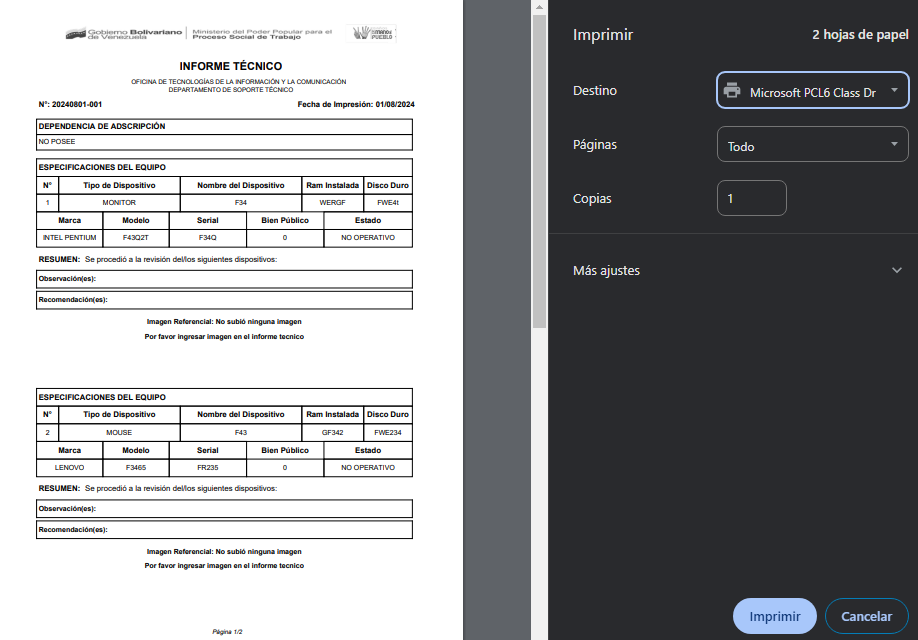 Gobierno Bolivariano de Venezuela
Ministerio del Poder Popular para el Proceso Social de Trabajo
INFORME TÉCNICO
OFICINA DE TECNOLOGÍAS DE LA INFORMACIÓN Y LA COMUNICACIÓN
DEPARTAMENTO DE SOPORTE TÉCNICO
N°: 20240801-001 Fecha de Impresión: 01/08/2024
DEPENDENCIA DE ADSCRIPCIÓN
NO POSEE
ESPECIFICACIONES DEL EQUIPO
N° Tipo de Dispositivo Nombre del Dispositivo Ram Instalada Disco Duro
1 MONITOR F34 WERGF FWE4t
Marca Modelo Serial Bien Público Estado
INTEL PENTIUM F43Q2T F34Q 0 NO OPERATIVO
RESUMEN: Se procedió a la revisión del/los siguientes dispositivos:
Observación(es):
Recomendación(es):
Imagen Referencial: No subió ninguna imagen
Por favor ingresar imagen en el informe tecnico
ESPECIFICACIONES DEL EQUIPO
N° Tipo de Dispositivo Nombre del Dispositivo Ram Instalada Disco Duro
2 MOUSE F43 GF342 FWE234
Marca Modelo Serial Bien Público Estado
LENOVO F3465 FR235 0 NO OPERATIVO
RESUMEN: Se procedió a la revisión del/los siguientes dispositivos:
Observación(es):
Recomendación(es):
Imagen Referencial: No subió ninguna imagen
Por favor ingresar imagen en el informe tecnico
Página 1/2
Imprimir 2 hojas de papel
Destino Microsoft PCL6 Class Dr
Páginas Todo
Copias 1
Más ajustes
Imprimir Cancelar